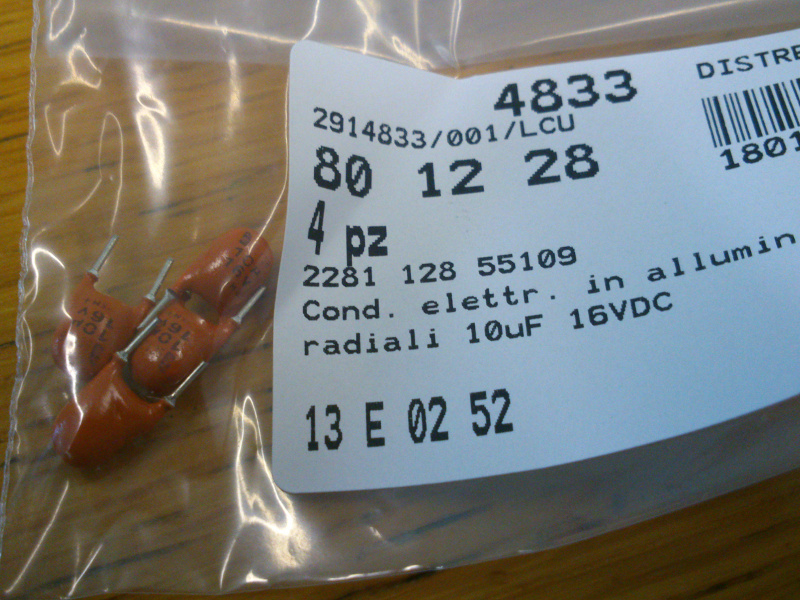 4833
DISTRE
2914833/001/LCU
1801
80 12 28
4 pz
2281 128 55109
Cond. elettr. in allumin
radiali 10uF 16VDC
13 E 02 52